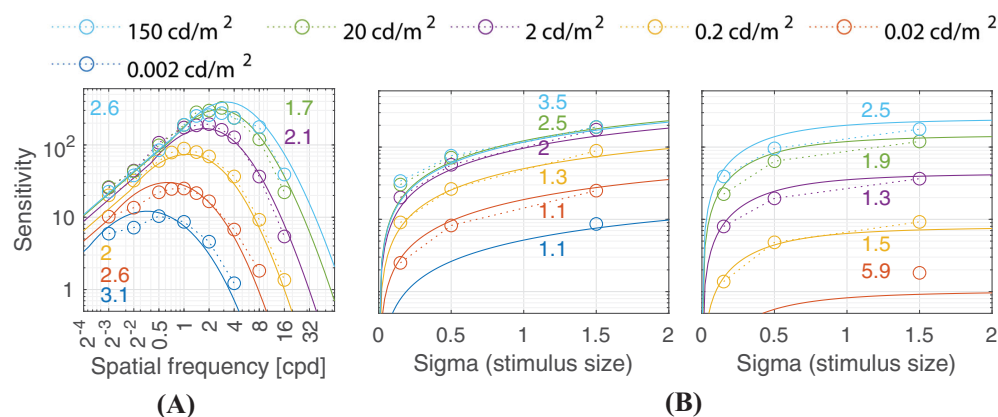 150 cd/m 2 20 cd/m 2 2 cd/m 2 0.2 cd/m 2 0.02 cd/m 2
0.002 cd/m 2
Sensitivity
10 2
10
1
2.6
1.7
2.1
2
2.6
3.1
2 -4 2 -3 2 -2 0.5 1 2 4 8 16 32
Spatial frequency [cpd]
(A)
3.5
2.5
2
1.3
1.1
1.1
0 0.5 1 1.5 2
Sigma (stimulus size)
2.5
1.9
1.3
1.5
5.9
0 0.5 1 1.5 2
Sigma (stimulus size)
(B)